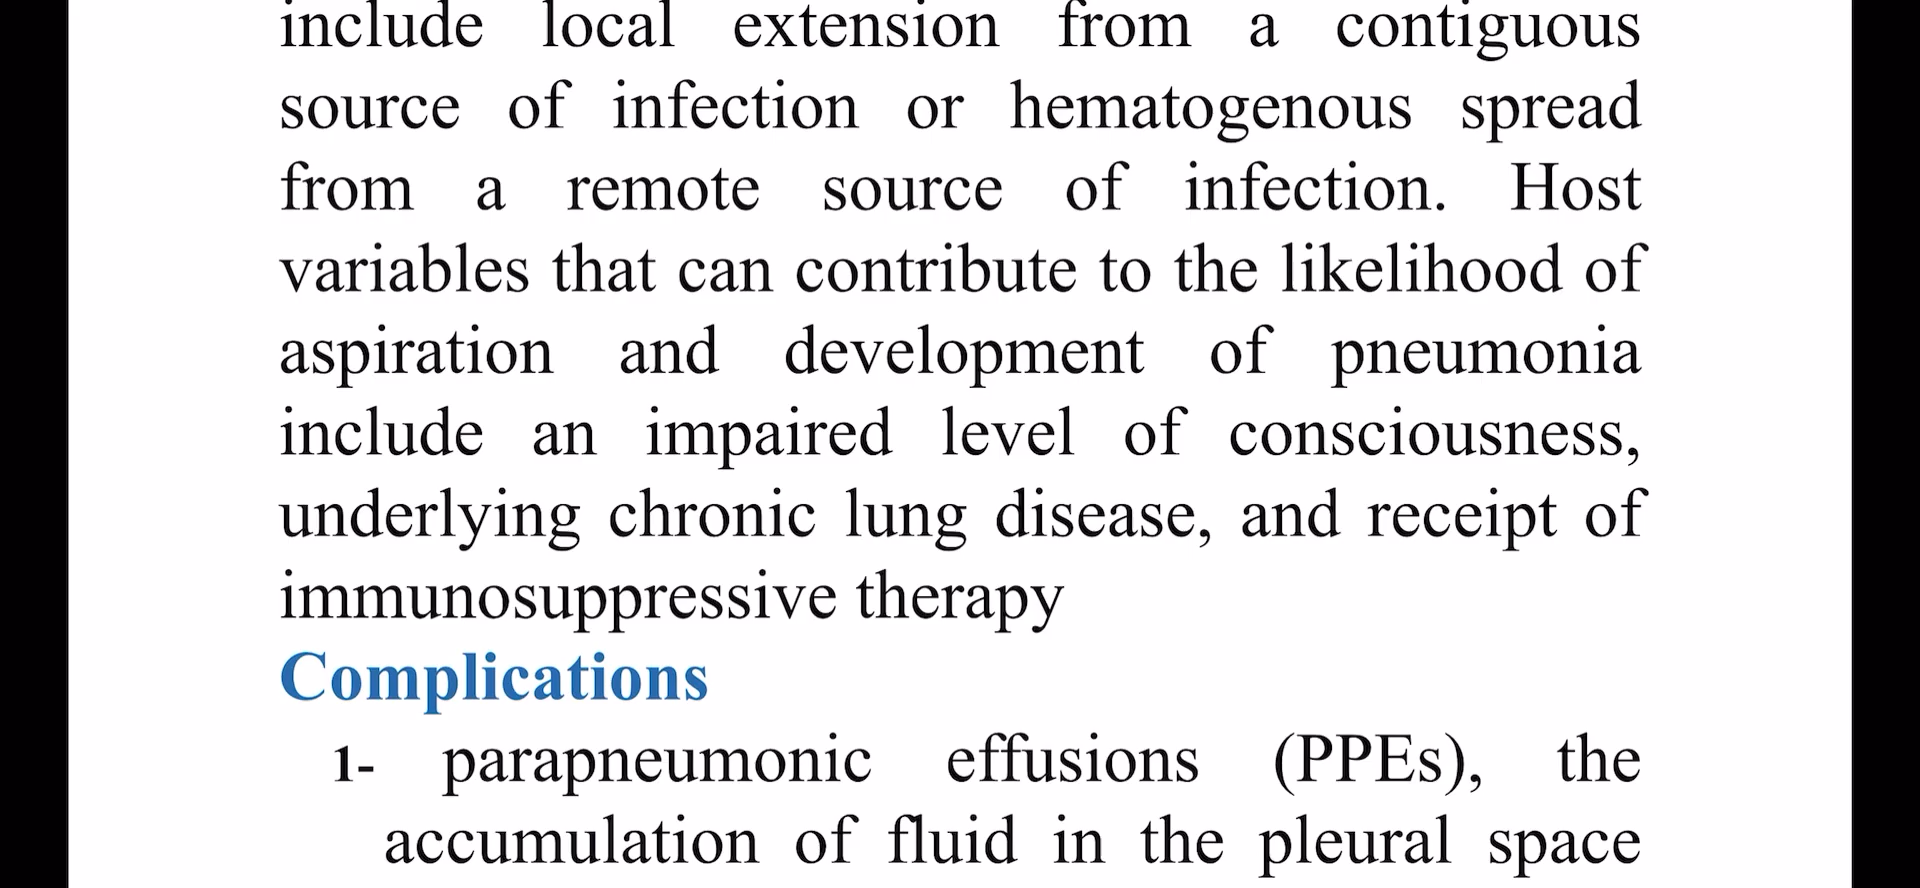 include local extension from a contiguous
source of infection or hematogenous spread
from a remote source of infection. Host
variables that can contribute to the likelihood of
aspiration and development of pneumonia
include an impaired level of consciousness,
underlying chronic lung disease, and receipt of
immunosuppressive therapy
Complications
1- parapneumonic effusions (PPEs), the
accumulation of fluid in the pleural space